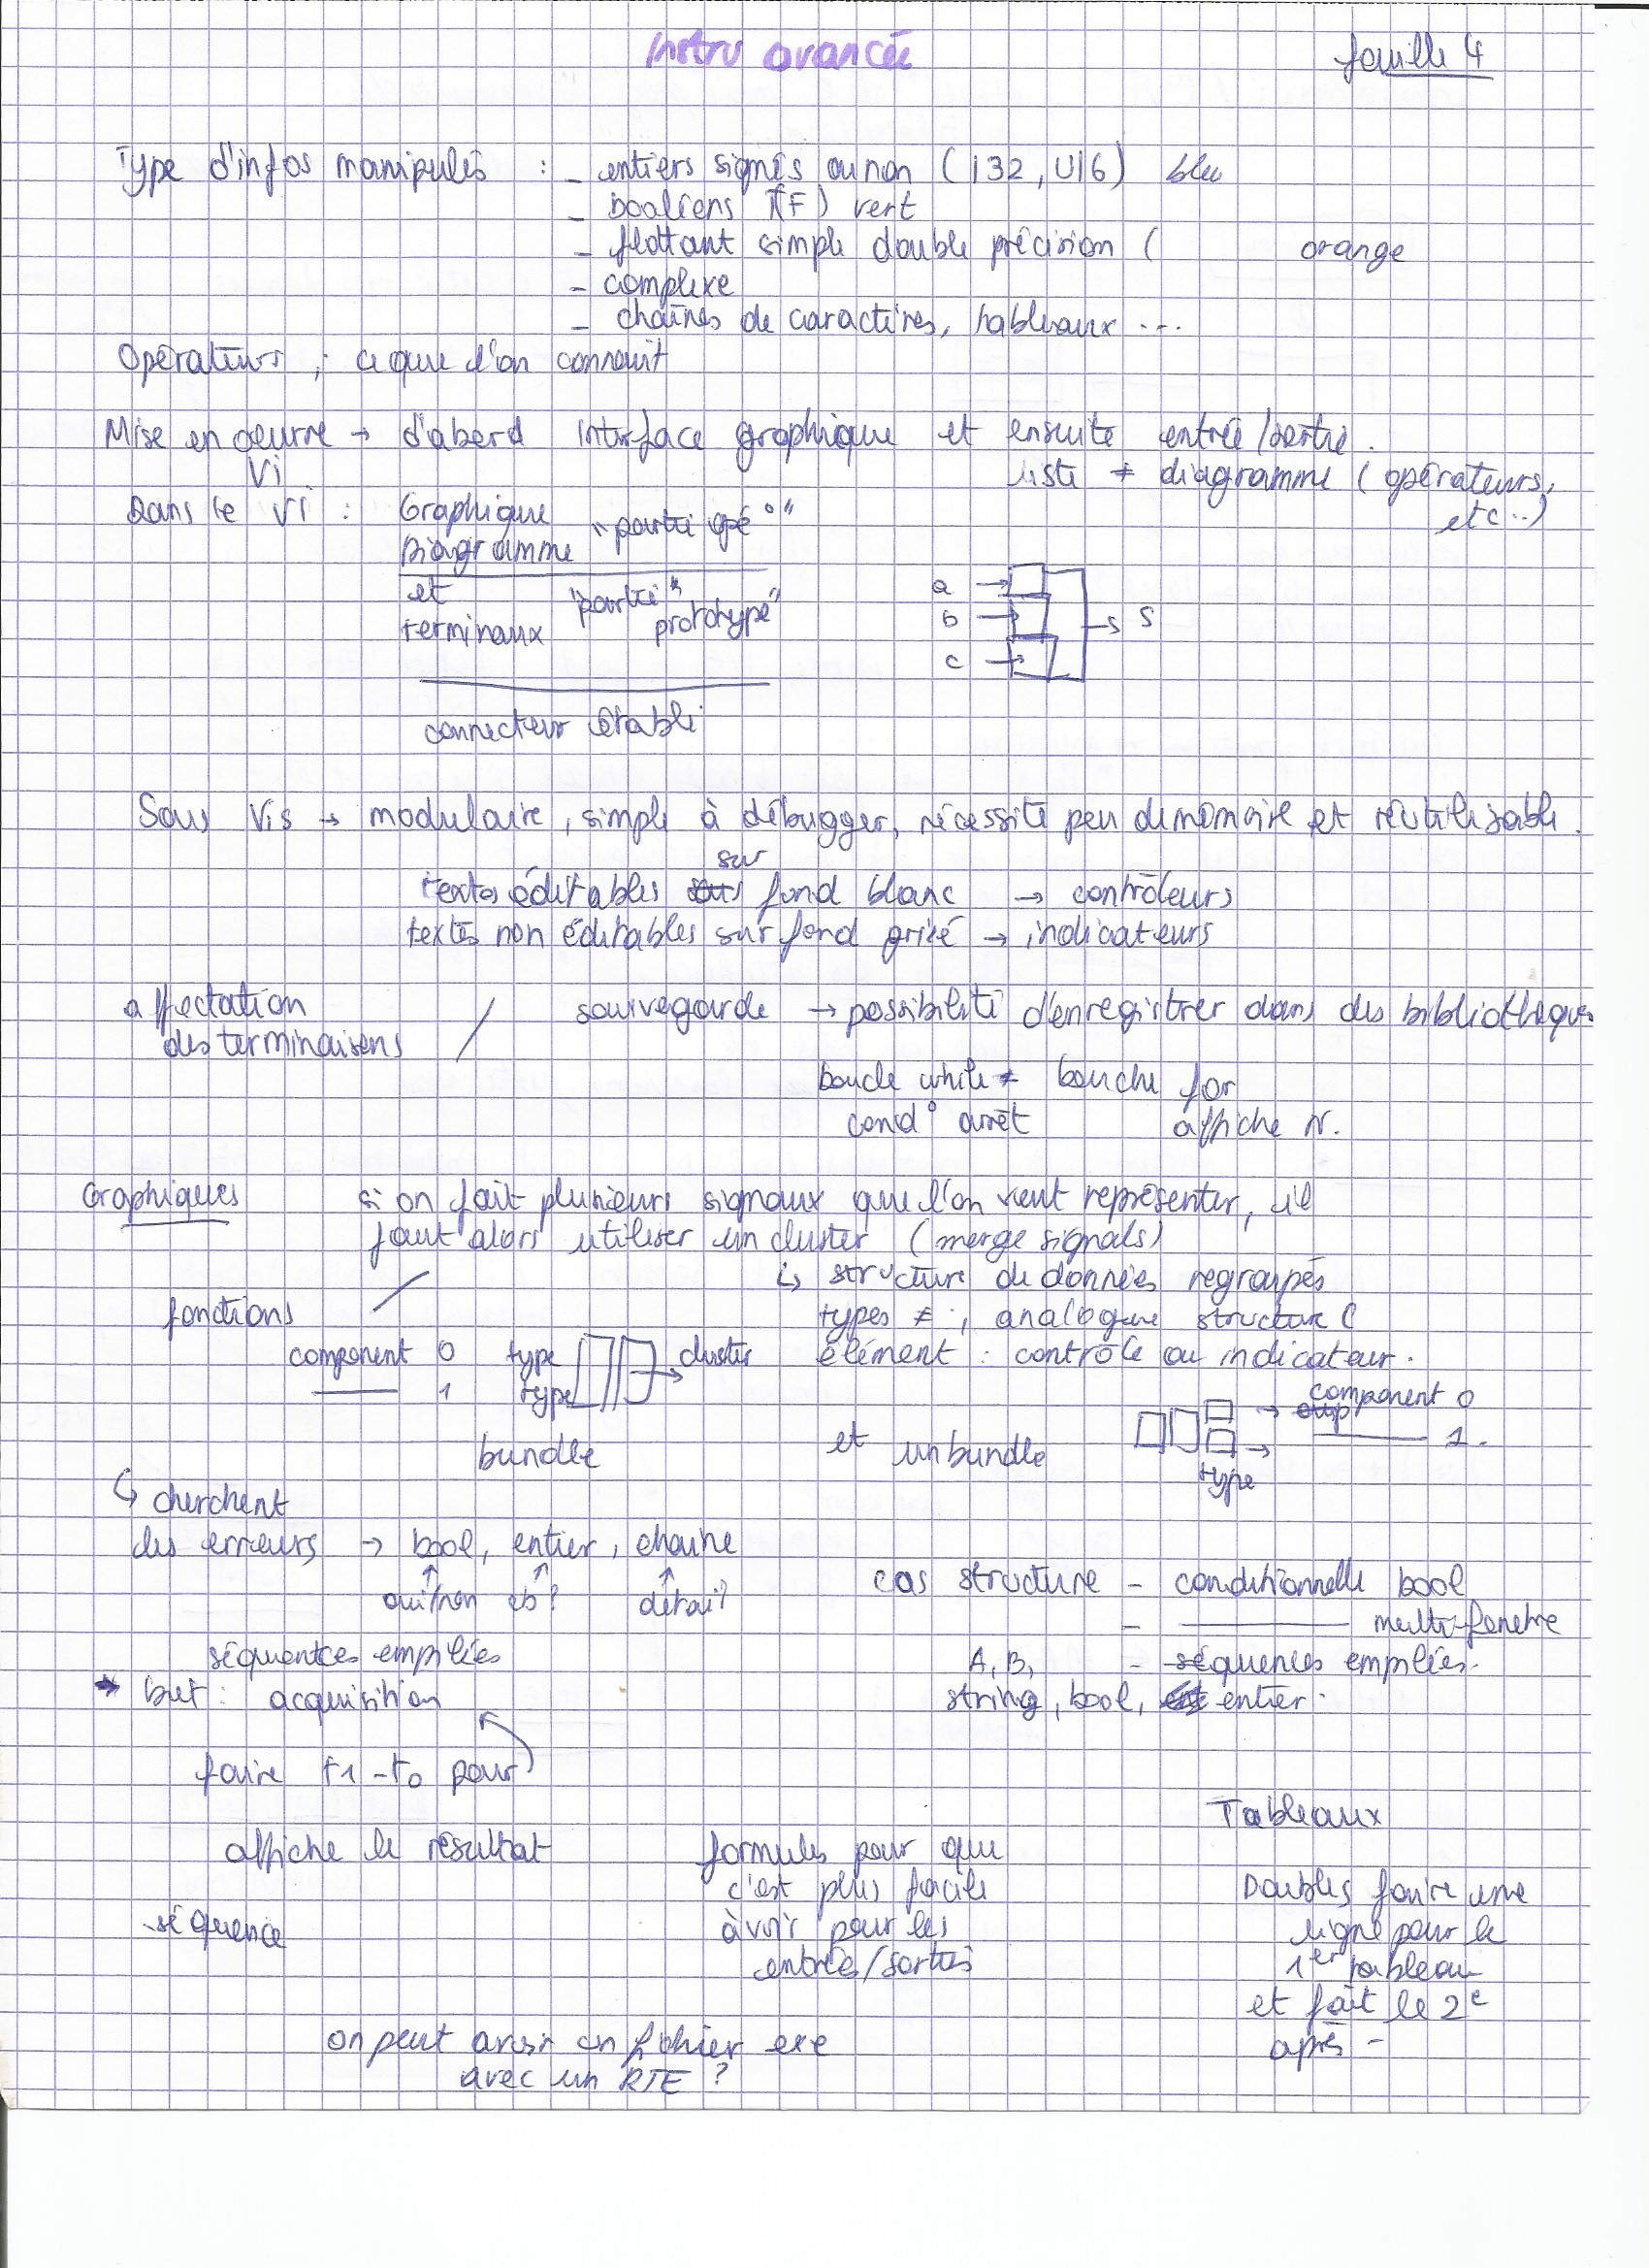 Instru avancée
feuille 4
Type d'infos manipulés : - entiers signés ou non (I32, U16) bleu
- booléens (TF) vert
- flottant simple double précision ( orange
- complexe
- chaînes de caractères, tableaux ...
Opérateurs ; ce que l'on connait
Mise en oeuvre → d'abord interface graphique et ensuite entrée/sortie.
Vi
liste ≠ diagramme (opérateurs, etc...)
Dans le VI : Graphique
Diagramme "partie opé°"
et terminaux "partie" prototype"
connecteur établi
a
b
c
S S
Sous Vis → modulaire, simple à débugger, nécessite peu de mémoire et réutilisable.
textes éditables sur fond blanc → contrôleurs
textes non éditables sur fond grisé → indicateurs
affectation des terminaisons / sauvegarde → possibilité d'enregistrer dans des bibliothèques
boucle while ≠ bouche for
cond° arrêt affiche N.
Graphiques si on fait plusieurs signaux que l'on veut représenter, il
faut alors utiliser un cluster (merge signals)
↳ structure de données regroupés
types ≠ ; analogue structure C
élément : contrôle ou indicateur.
fonctions /
component 0 type cluster
——— 1 type
bundle et unbundle
component 0
——— 1.
type
↳ cherchent
des erreurs → bool, entier, chaîne
oui/non cb? détail?
cas structure - conditionnelle bool
- ——— multi-fenêtre
A, B, - séquences empilées.
string, bool, entier.
séquentces empilées
→ but : acquisition
faire t1 - t0 pour
affiche le résultat
séquence
formules pour que
c'est plus facile
à voir pour les
entrées/sorties
Tableaux
Doubles faire une
ligne pour le
1er tableau
et fait le 2e
après -
on peut avoir un fichier exe
avec un RTE ?